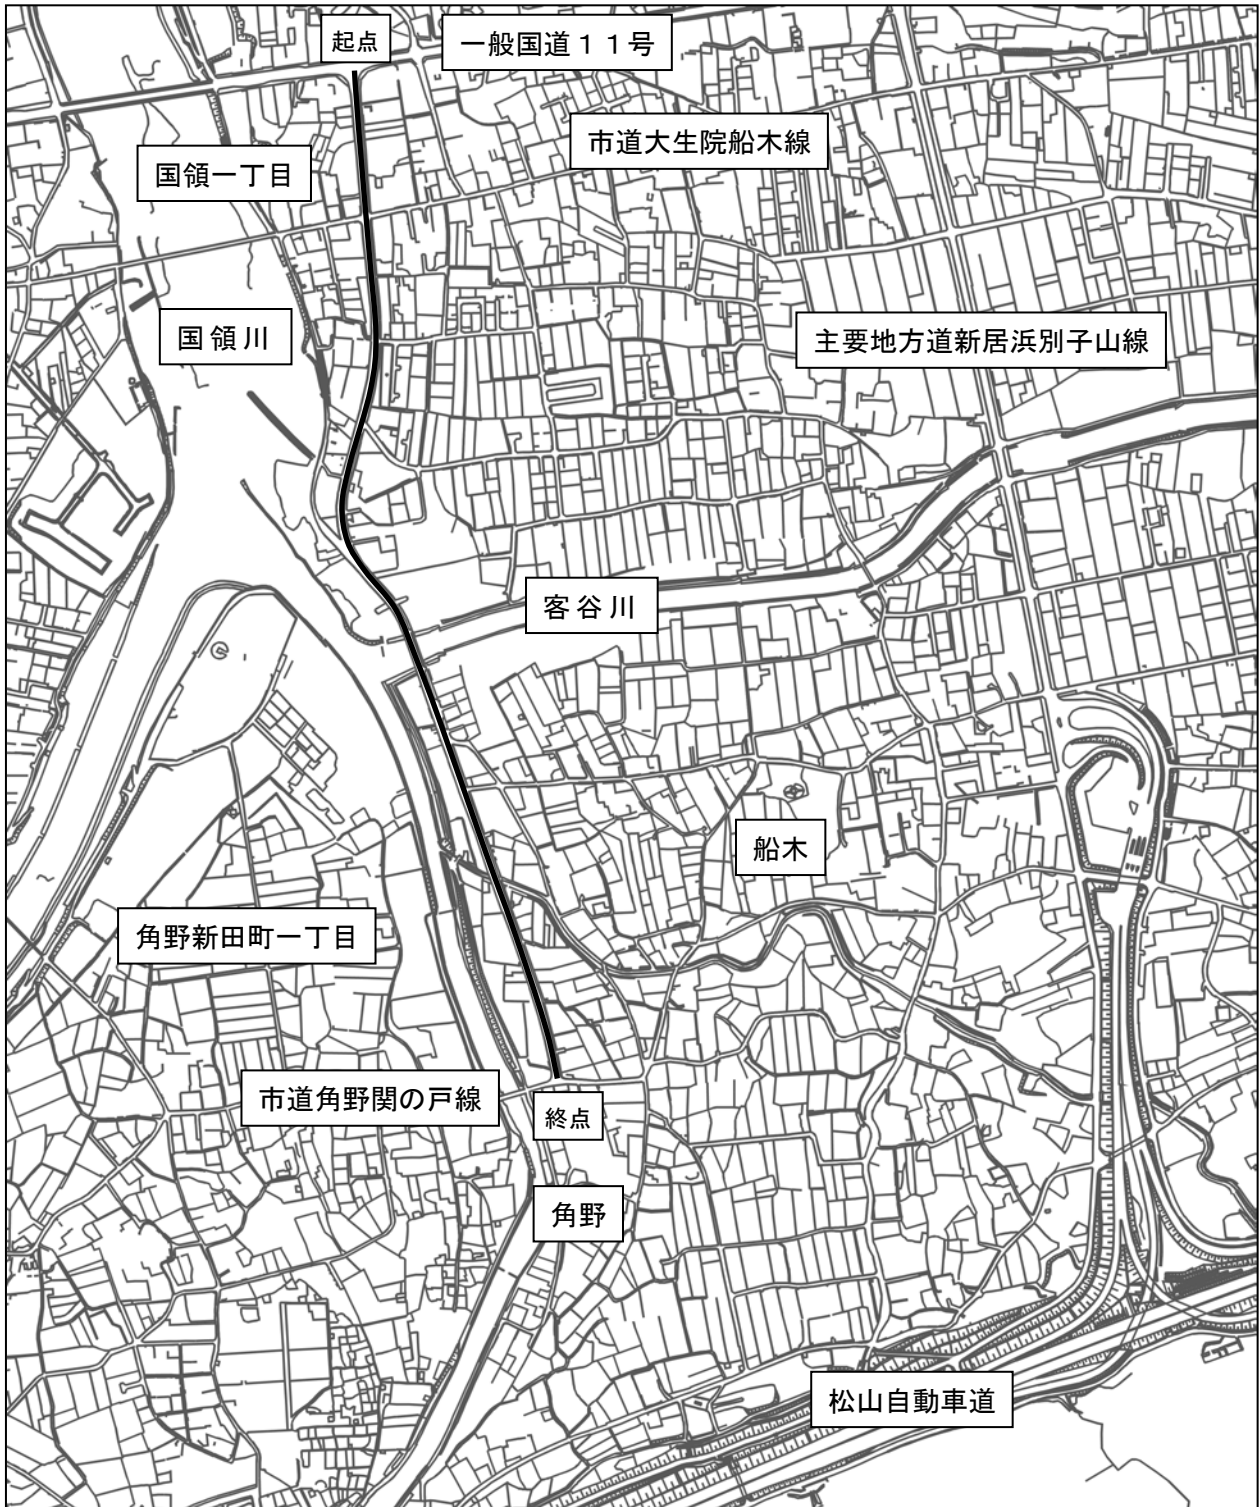 起点
一般国道１１号
市道大生院船木線
国領一丁目
国領川
主要地方道新居浜別子山線
客谷川
船木
角野新田町一丁目
市道角野関の戸線
終点
角野
松山自動車道